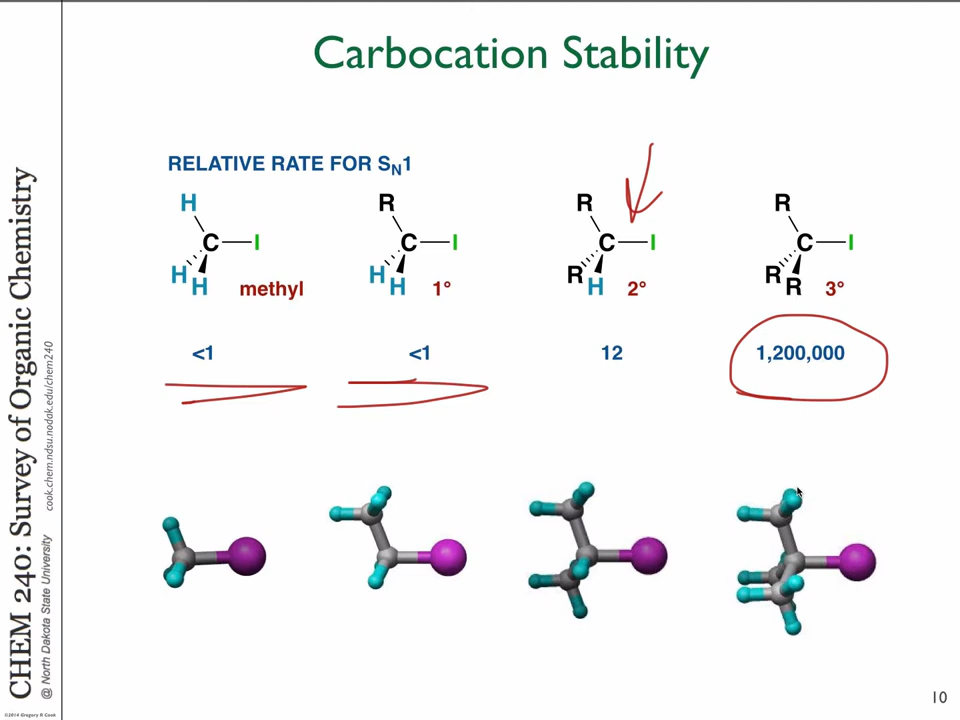 Carbocation Stability
RELATIVE RATE FOR SN1
H
C
I
H
H
methyl
R
C
I
H
H
1°
R
C
I
R
H
2°
R
C
I
R
R
3°
<1
<1
12
1,200,000
CHEM 240: Survey of Organic Chemistry
@ North Dakota State University
cook.chem.ndsu.nodak.edu/chem240
©2014 Gregory R Cook
10